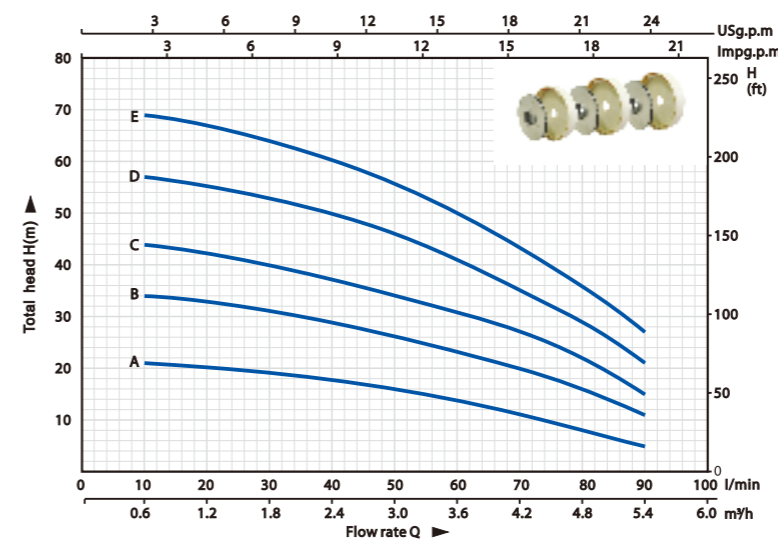 3 6 9 12 15 18 21 24 USg.p.m
3 6 9 12 15 18 21 Impg.p.m
80 250 H
(ft)
70 E
60 D 200
50 C 150
40 B
30 100
20 A 50
10
0
Total head H(m)
0 10 20 30 40 50 60 70 80 90 100 l/min
0.6 1.2 1.8 2.4 3.0 3.6 4.2 4.8 5.4 6.0 m³/h
Flow rate Q